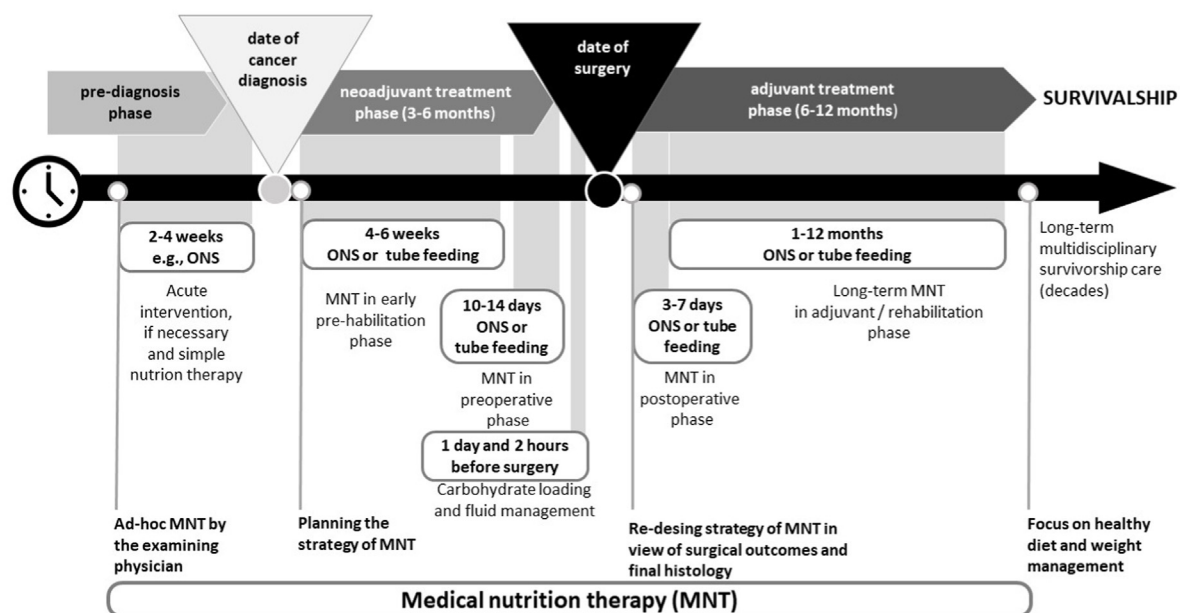 date of
cancer
diagnosis
date of
surgery
pre-diagnosis
phase
neoadjuvant treatment
phase (3-6 months)
adjuvant treatment
phase (6-12 months)
SURVIVALSHIP
2-4 weeks
e.g., ONS
Acute
intervention,
if necessary
and simple
nutrion therapy
4-6 weeks
ONS or tube feeding
MNT in early
pre-habilitation
phase
10-14 days
ONS or
tube feeding
MNT in
preoperative
phase
1 day and 2 hours
before surgery
Carbohydrate loading
and fluid management
3-7 days
ONS or tube
feeding
MNT in
postoperative
phase
1-12 months
ONS or tube feeding
Long-term MNT
in adjuvant / rehabilitation
phase
Long-term
multidisciplinary
survivorship care
(decades)
Ad-hoc MNT by
the examining
physician
Planning the
strategy of MNT
Re-desing strategy of MNT in
view of surgical outcomes and
final histology
Focus on healthy
diet and weight
management
Medical nutrition therapy (MNT)